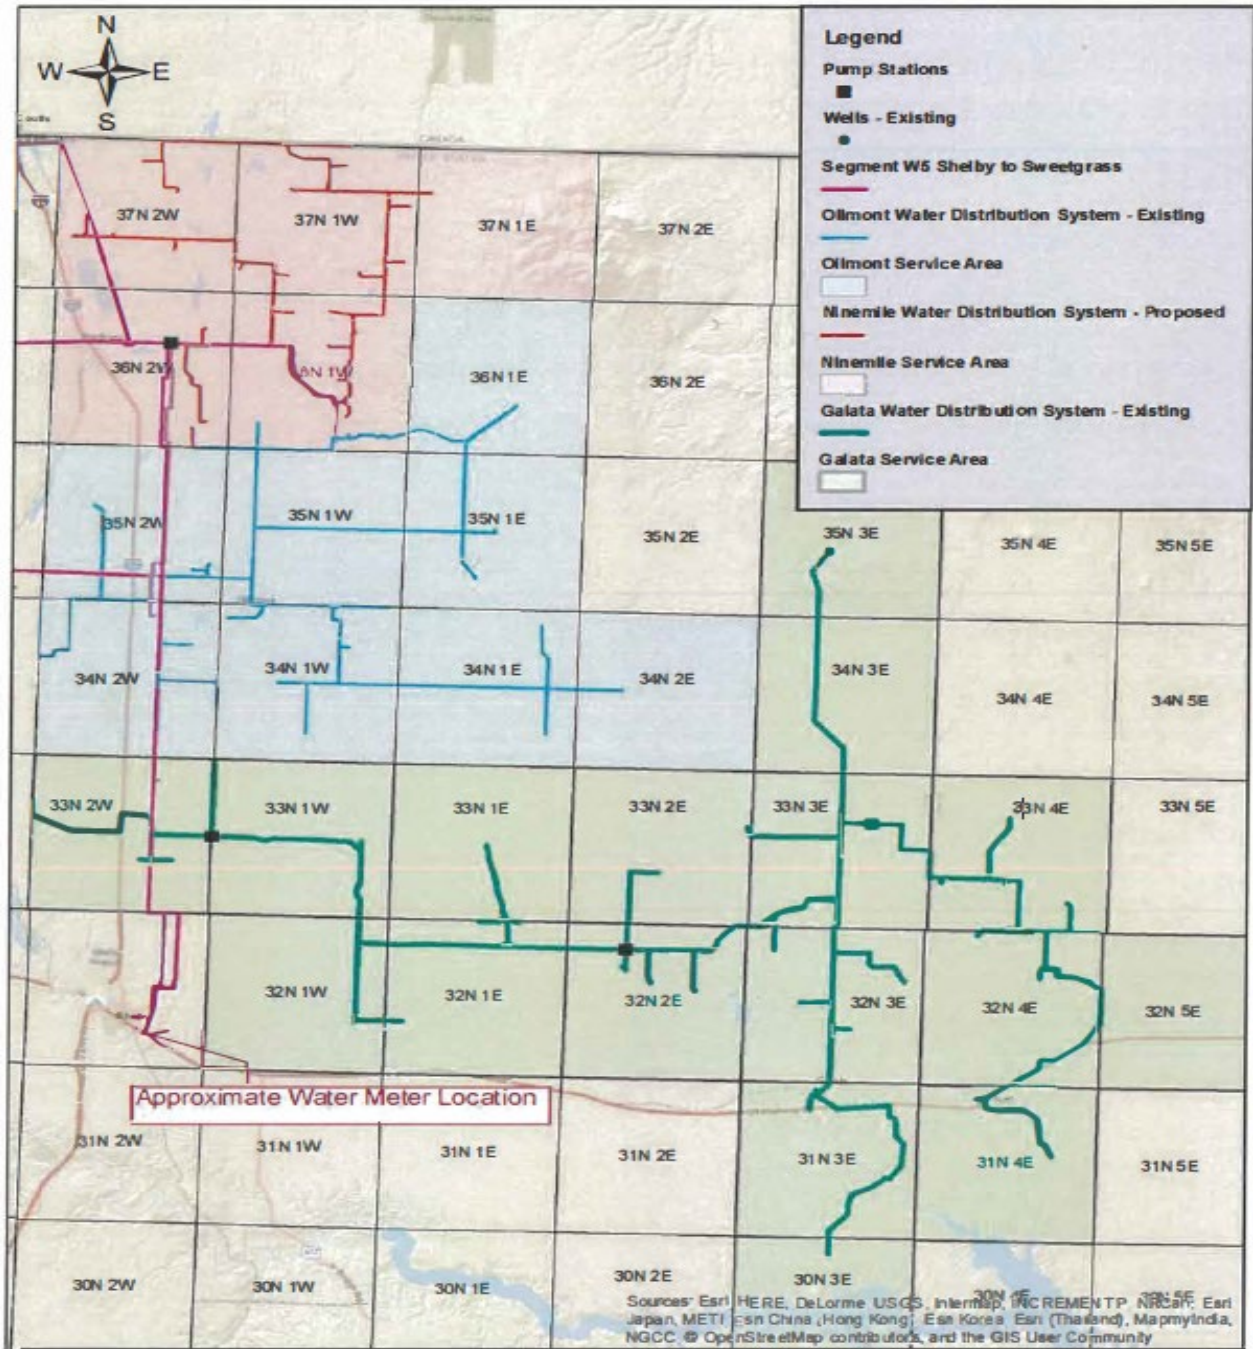 N
W E
S
Legend
Pump Stations
Wells - Existing
Segment W5 Shelby to Sweetgrass
Oilmont Water Distribution System - Existing
Oilmont Service Area
Ninemile Water Distribution System - Proposed
Ninemile Service Area
Galata Water Distribution System - Existing
Galata Service Area
CANADA
37N 2W
37N 1W
37N 1E
37N 2E
36N 2W
6N 1W
36N 1E
36N 2E
35N 2W
35N 1W
35N 1E
35N 2E
35N 3E
35N 4E
35N 5E
34N 2W
34N 1W
34N 1E
34N 2E
34N 3E
34N 4E
34N 5E
33N 2W
33N 1W
33N 1E
33N 2E
33N 3E
33N 4E
33N 5E
32N 1W
32N 1E
32N 2E
32N 3E
32N 4E
32N 5E
Approximate Water Meter Location
31N 2W
31N 1W
31N 1E
31N 2E
31N 3E
31N 4E
31N 5E
30N 2W
30N 1W
30N 1E
30N 2E
30N 3E
30N 4E
30N 5E
Sources: Esri, HERE, DeLorme, USGS, Intermap, INCREMENT P, NRCan, Esri
Japan, METI, Esri China (Hong Kong), Esri Korea, Esri (Thailand), MapmyIndia,
NGCC, © OpenStreetMap contributors, and the GIS User Community